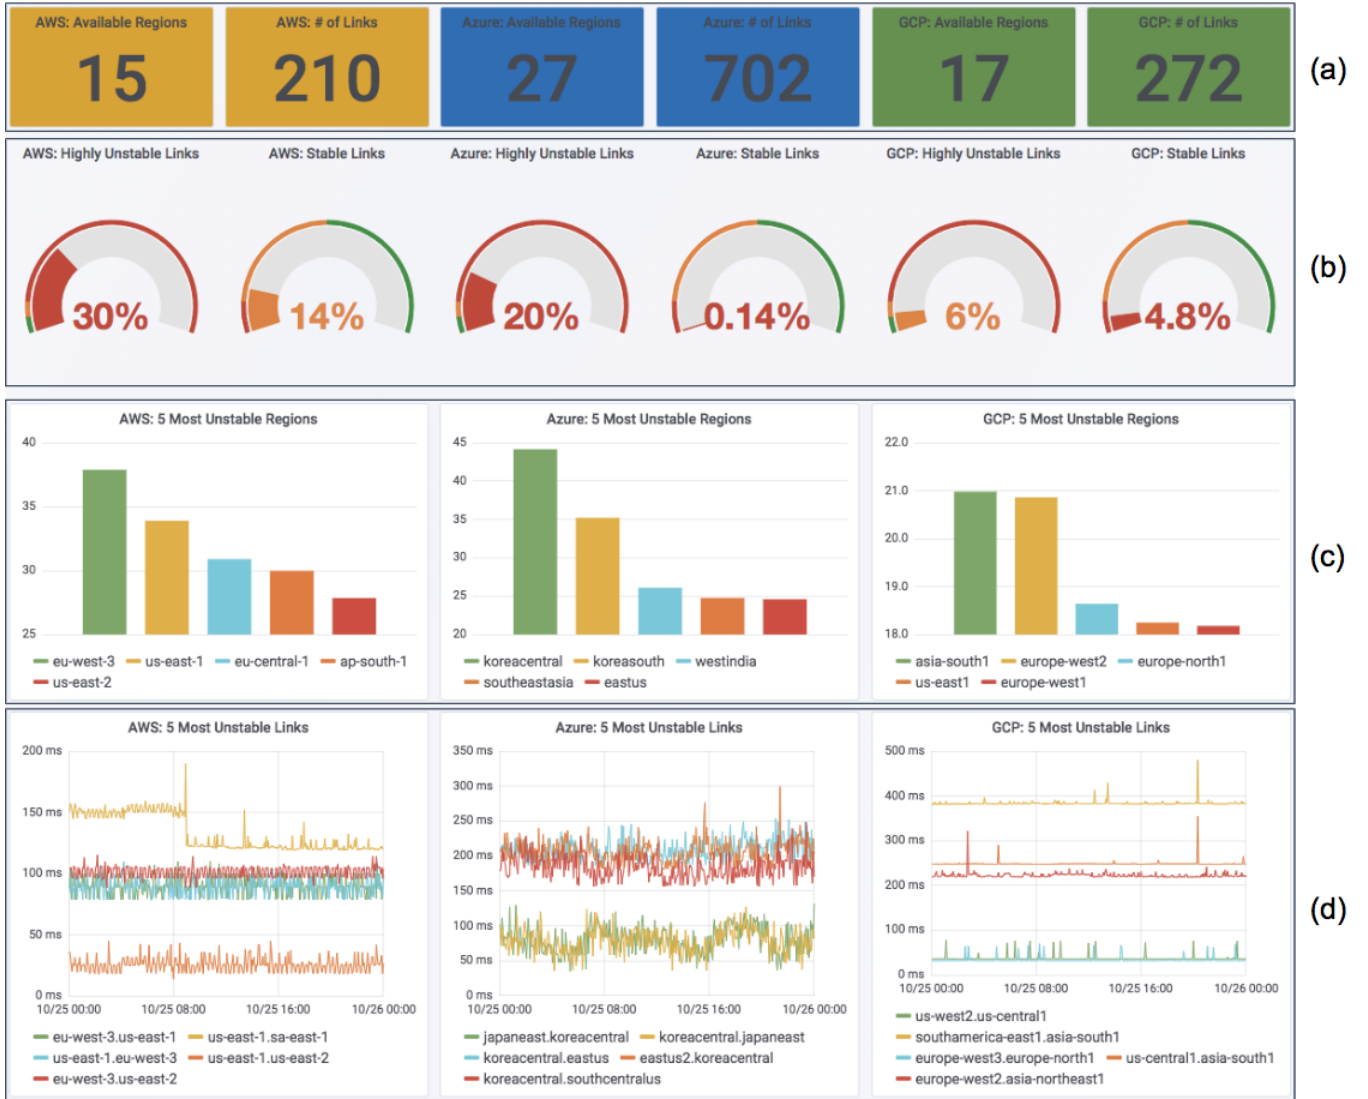 AWS: Available Regions
15
AWS: # of Links
210
Azure: Available Regions
27
Azure: # of Links
702
GCP: Available Regions
17
GCP: # of Links
272
(a)
AWS: Highly Unstable Links
30%
AWS: Stable Links
14%
Azure: Highly Unstable Links
20%
Azure: Stable Links
0.14%
GCP: Highly Unstable Links
6%
GCP: Stable Links
4.8%
(b)
AWS: 5 Most Unstable Regions
40
35
30
25
eu-west-3 us-east-1 eu-central-1 ap-south-1
us-east-2
Azure: 5 Most Unstable Regions
45
40
35
30
25
20
koreacentral koreasouth westindia
southeastasia eastus
GCP: 5 Most Unstable Regions
22.0
21.0
20.0
19.0
18.0
asia-south1 europe-west2 europe-north1
us-east1 europe-west1
(c)
AWS: 5 Most Unstable Links
200 ms
150 ms
100 ms
50 ms
0 ms
10/25 00:00 10/25 08:00 10/25 16:00 10/26 00:00
eu-west-3.us-east-1 us-east-1.sa-east-1
us-east-1.eu-west-3 us-east-1.us-east-2
eu-west-3.us-east-2
Azure: 5 Most Unstable Links
350 ms
300 ms
250 ms
200 ms
150 ms
100 ms
50 ms
0 ms
10/25 00:00 10/25 08:00 10/25 16:00 10/26 00:00
japaneast.koreacentral koreacentral.japaneast
koreacentral.eastus eastus2.koreacentral
koreacentral.southcentralus
GCP: 5 Most Unstable Links
500 ms
400 ms
300 ms
200 ms
100 ms
0 ms
10/25 00:00 10/25 08:00 10/25 16:00 10/26 00:00
us-west2.us-central1
southamerica-east1.asia-south1
europe-west3.europe-north1 us-central1.asia-south1
europe-west2.asia-northeast1
(d)